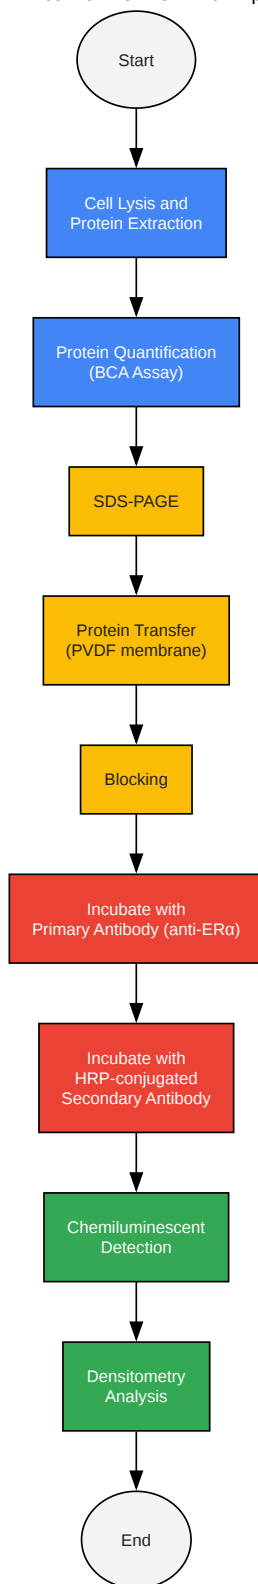 Start
Cell Lysis and
Protein Extraction
Protein Quantification
(BCA Assay)
SDS-PAGE
Protein Transfer
(PVDF membrane)
Blocking
Incubate with
Primary Antibody (anti-ERα)
Incubate with
HRP-conjugated
Secondary Antibody
Chemiluminescent
Detection
Densitometry
Analysis
End